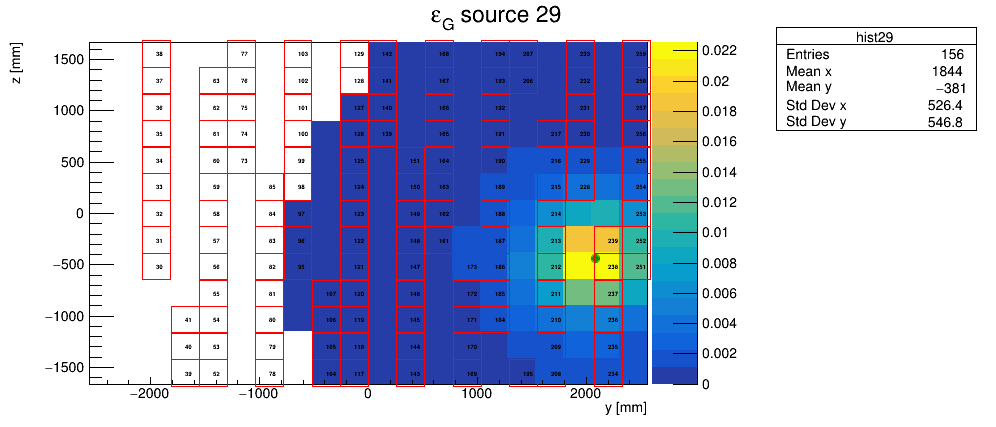 εG source 29
z [mm]
1500
1000
500
0
−500
−1000
−1500
−2000
−1000
0
1000
2000
y [mm]
0.022
0.02
0.018
0.016
0.014
0.012
0.01
0.008
0.006
0.004
0.002
0
hist29
Entries 156
Mean x 1844
Mean y −381
Std Dev x 526.4
Std Dev y 546.8
38 77 103 129 142 168 194 207 233 259
37 63 76 102 128 141 167 193 206 232
36 62 75 101 127 140 166 192 231 257
35 61 74 100 126 139 165 191 217 230 256
34 60 73 99 125 151 164 190 216 229 255
33 59 85 98 124 150 163 189 215 228 254
32 58 84 97 123 149 162 188 214 253
31 57 83 96 122 148 161 187 213 239 252
30 56 82 95 121 147 173 186 212 238 251
55 81 107 120 146 172 185 211 237
41 54 80 106 119 145 171 184 210 236
40 53 79 105 118 144 170 209 235
39 52 78 104 117 143 169 195 208 234